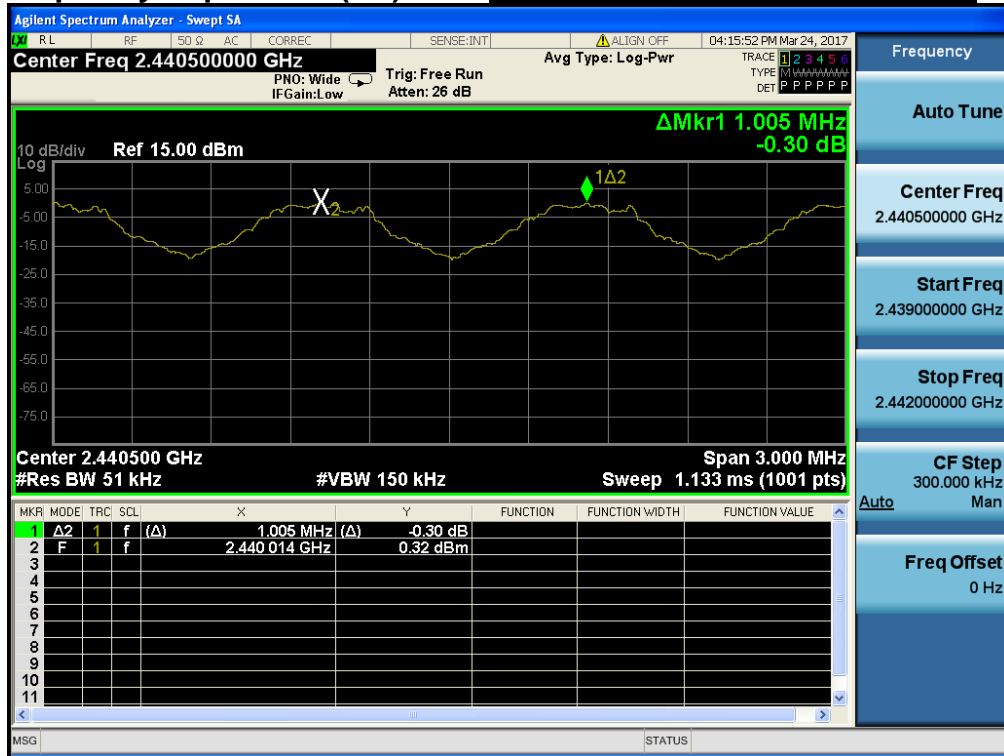 Agilent Spectrum Analyzer - Swept SA
LXI RL RF 50 Ω AC CORREC SENSE:INT ALIGN OFF 04:15:52 PM Mar 24, 2017
Center Freq 2.440500000 GHz
PNO: Wide
IFGain:Low
Trig: Free Run
Atten: 26 dB
Avg Type: Log-Pwr
TRACE 1 2 3 4 5 6
TYPE M
DET P P P P P P
ΔMkr1 1.005 MHz
-0.30 dB
10 dB/div Ref 15.00 dBm
Log
5.00
-5.00
-15.0
-25.0
-35.0
-45.0
-55.0
-65.0
-75.0
X2
1Δ2
Center 2.440500 GHz Span 3.000 MHz
#Res BW 51 kHz #VBW 150 kHz Sweep 1.133 ms (1001 pts)
MKR MODE TRC SCL X Y FUNCTION FUNCTION WIDTH FUNCTION VALUE
1 Δ2 1 f (Δ) 1.005 MHz (Δ) -0.30 dB
2 F 1 f 2.440 014 GHz 0.32 dBm
3
4
5
6
7
8
9
10
11
MSG STATUS
Frequency
Auto Tune
Center Freq
2.440500000 GHz
Start Freq
2.439000000 GHz
Stop Freq
2.442000000 GHz
CF Step
300.000 kHz
Auto Man
Freq Offset
0 Hz